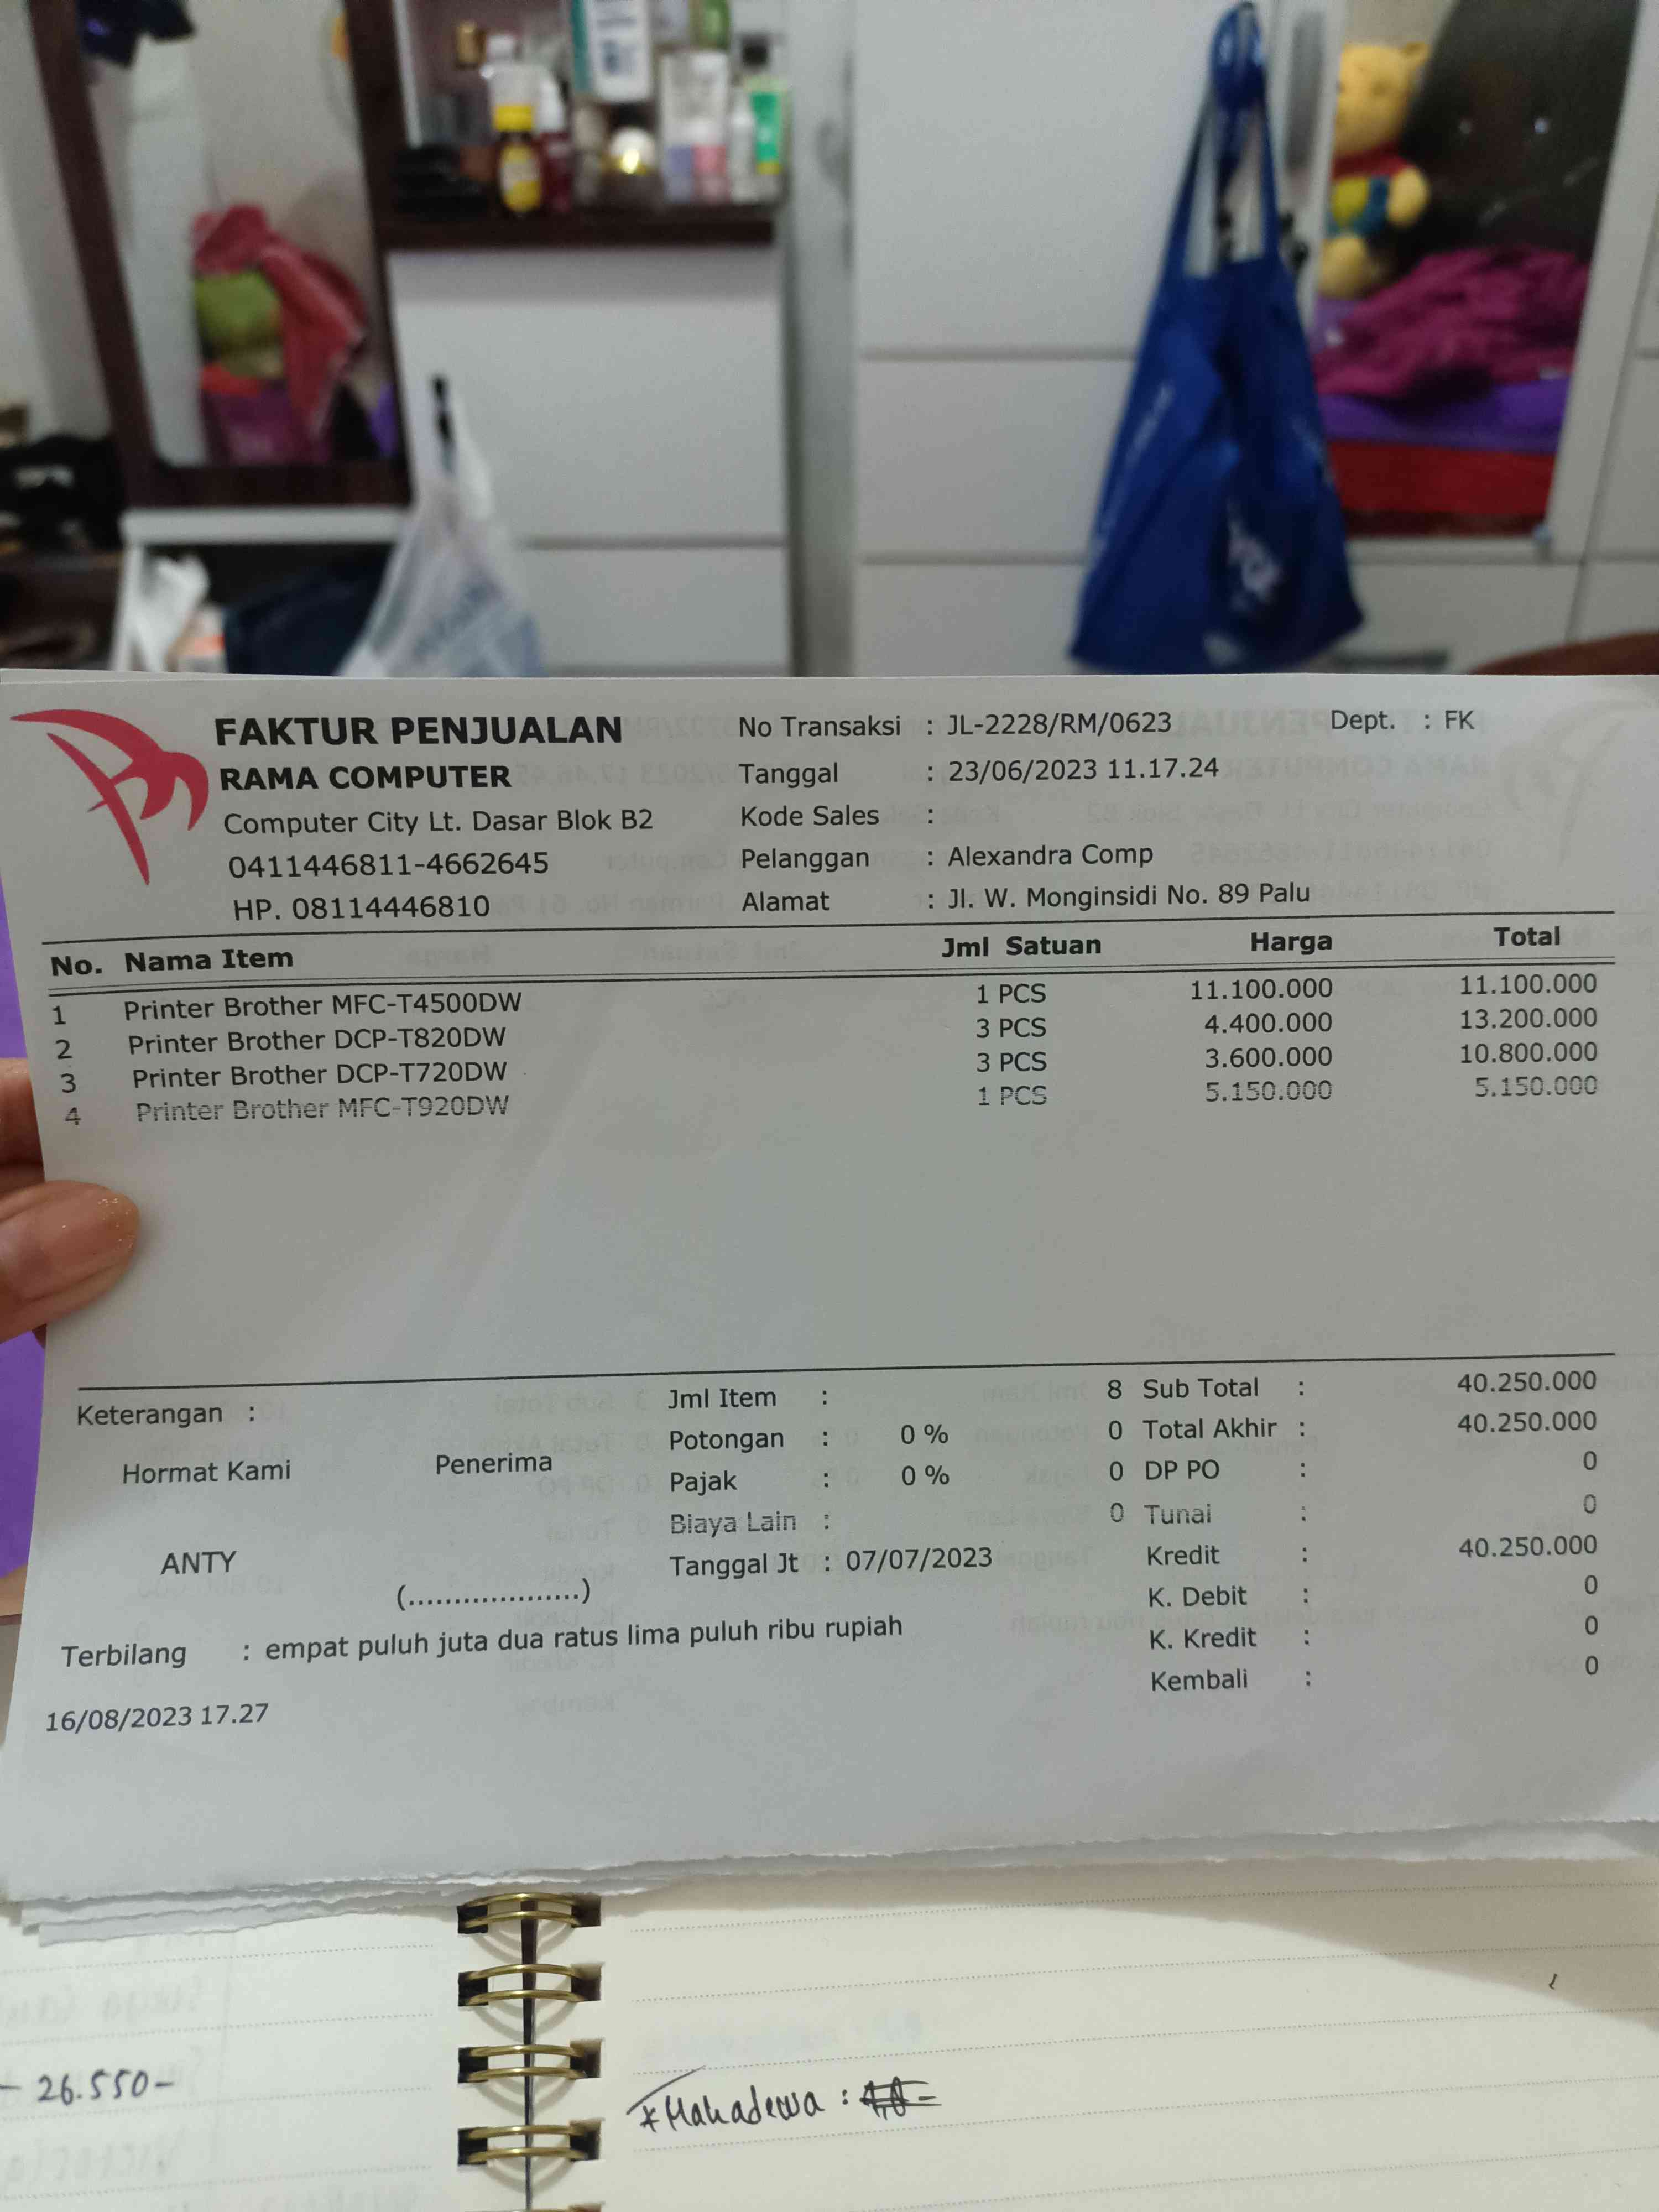 FAKTUR PENJUALAN
RAMA COMPUTER
Computer City Lt. Dasar Blok B2
0411446811-4662645
HP. 08114446810
No Transaksi : JL-2228/RM/0623
Dept. : FK
Tanggal : 23/06/2023 11.17.24
Kode Sales :
Pelanggan : Alexandra Comp
Alamat : Jl. W. Monginsidi No. 89 Palu
No. Nama Item Jml Satuan Harga Total
1 Printer Brother MFC-T4500DW 1 PCS 11.100.000 11.100.000
2 Printer Brother DCP-T820DW 3 PCS 4.400.000 13.200.000
3 Printer Brother DCP-T720DW 3 PCS 3.600.000 10.800.000
4 Printer Brother MFC-T920DW 1 PCS 5.150.000 5.150.000
Keterangan :
Hormat Kami Penerima
ANTY
(....................)
Jml Item : 8
Potongan : 0 % 0
Pajak : 0 % 0
Biaya Lain : 0
Tanggal Jt : 07/07/2023
Sub Total : 40.250.000
Total Akhir : 40.250.000
DP PO : 0
Tunai : 0
Kredit : 40.250.000
K. Debit : 0
K. Kredit : 0
Kembali : 0
Terbilang : empat puluh juta dua ratus lima puluh ribu rupiah
16/08/2023 17.27
- 26.550-
*Mahadewa :